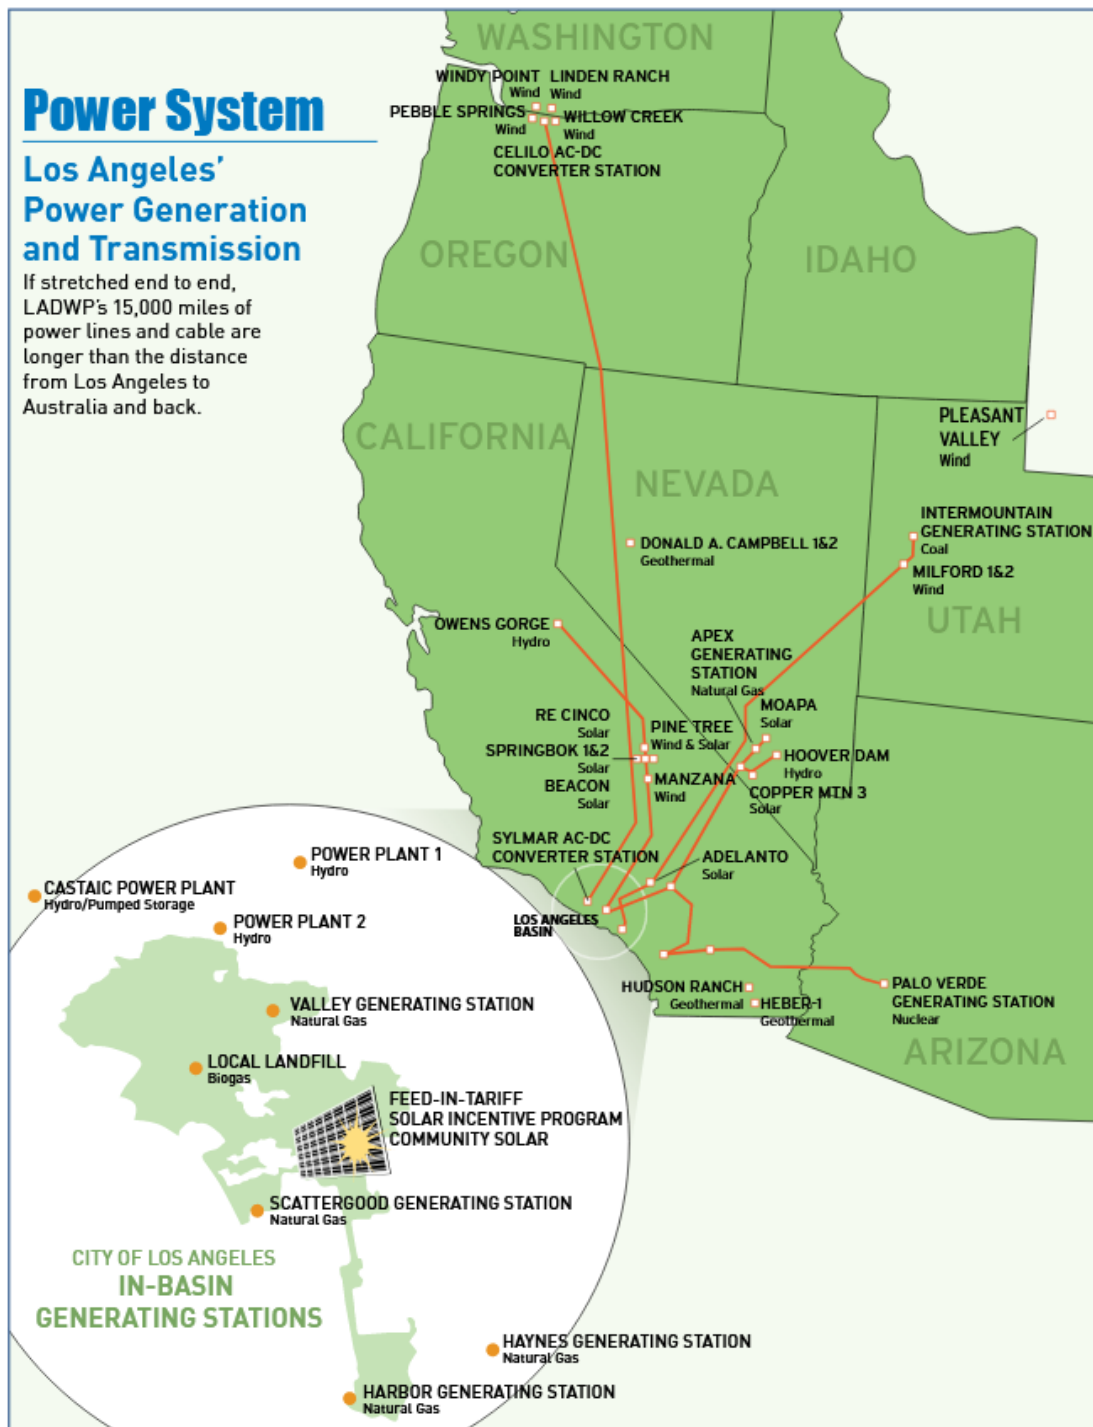 Power System
Los Angeles'
Power Generation
and Transmission
If stretched end to end,
LADWP's 15,000 miles of
power lines and cable are
longer than the distance
from Los Angeles to
Australia and back.
WASHINGTON
WINDY POINT
Wind
LINDEN RANCH
Wind
PEBBLE SPRINGS
Wind
WILLOW CREEK
Wind
CELILO AC-DC
CONVERTER STATION
OREGON
IDAHO
CALIFORNIA
NEVADA
PLEASANT
VALLEY
Wind
INTERMOUNTAIN
GENERATING STATION
Coal
DONALD A. CAMPBELL 1&2
Geothermal
MILFORD 1&2
Wind
UTAH
OWENS GORGE
Hydro
APEX
GENERATING
STATION
Natural Gas
MOAPA
Solar
RE CINCO
Solar
PINE TREE
Wind & Solar
SPRINGBOK 1&2
Solar
HOOVER DAM
Hydro
BEACON
Solar
MANZANA
Wind
COPPER MTN 3
Solar
SYLMAR AC-DC
CONVERTER STATION
ADELANTO
Solar
LOS ANGELES
BASIN
HUDSON RANCH
Geothermal
HEBER-1
Geothermal
PALO VERDE
GENERATING STATION
Nuclear
ARIZONA
POWER PLANT 1
Hydro
CASTAIC POWER PLANT
Hydro/Pumped Storage
POWER PLANT 2
Hydro
VALLEY GENERATING STATION
Natural Gas
LOCAL LANDFILL
Biogas
FEED-IN-TARIFF
SOLAR INCENTIVE PROGRAM
COMMUNITY SOLAR
SCATTERGOOD GENERATING STATION
Natural Gas
CITY OF LOS ANGELES
IN-BASIN
GENERATING STATIONS
HAYNES GENERATING STATION
Natural Gas
HARBOR GENERATING STATION
Natural Gas